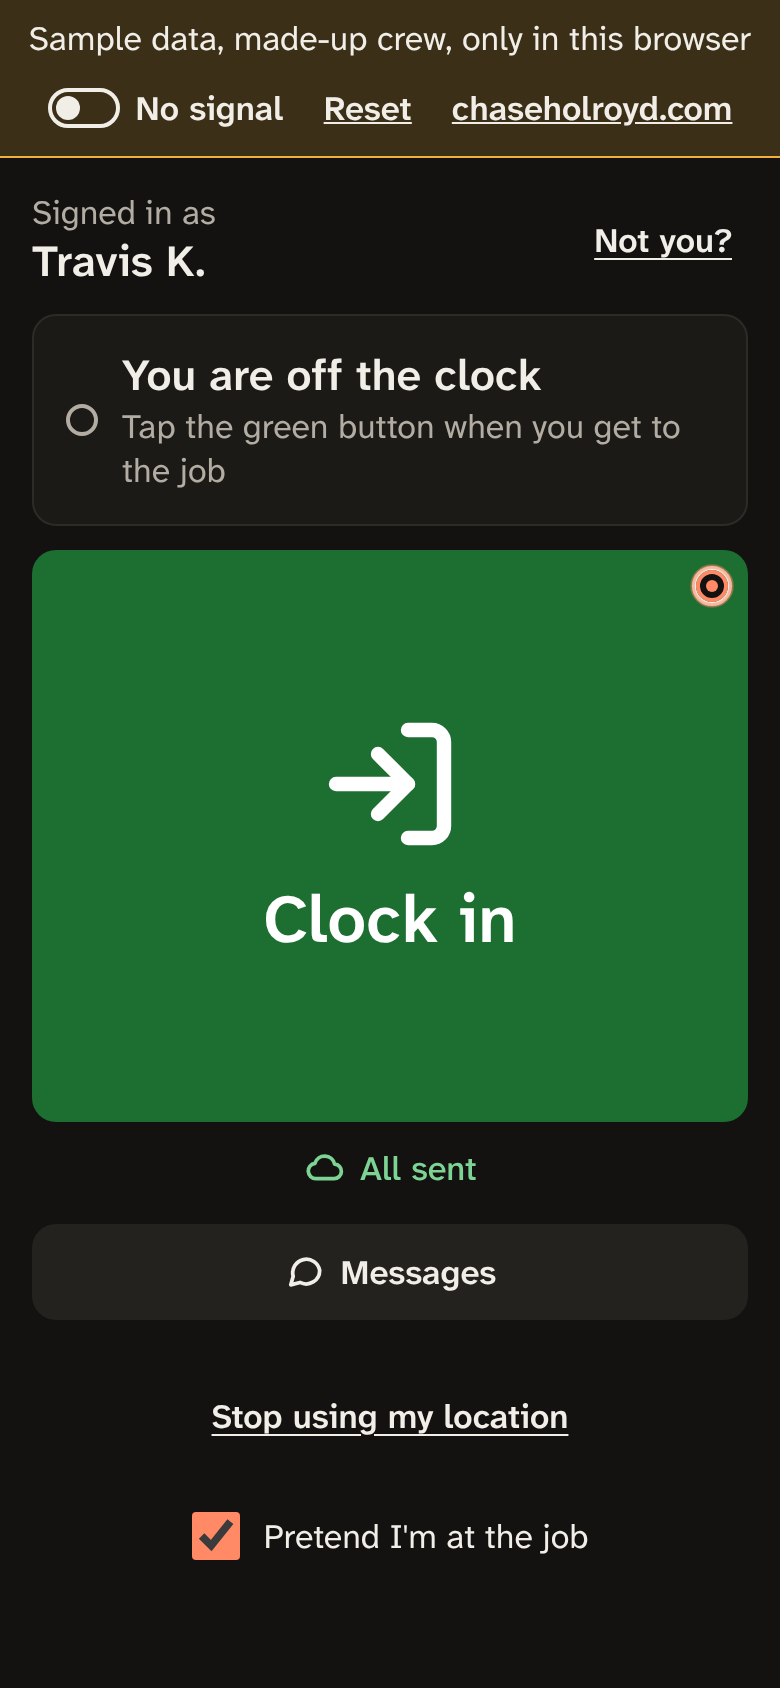 Sample data, made-up crew, only in this browser
No signal Reset chaseholroyd.com
Signed in as
Travis K.
Not you?
You are off the clock
Tap the green button when you get to
the job
Clock in
All sent
Messages
Stop using my location
Pretend I'm at the job